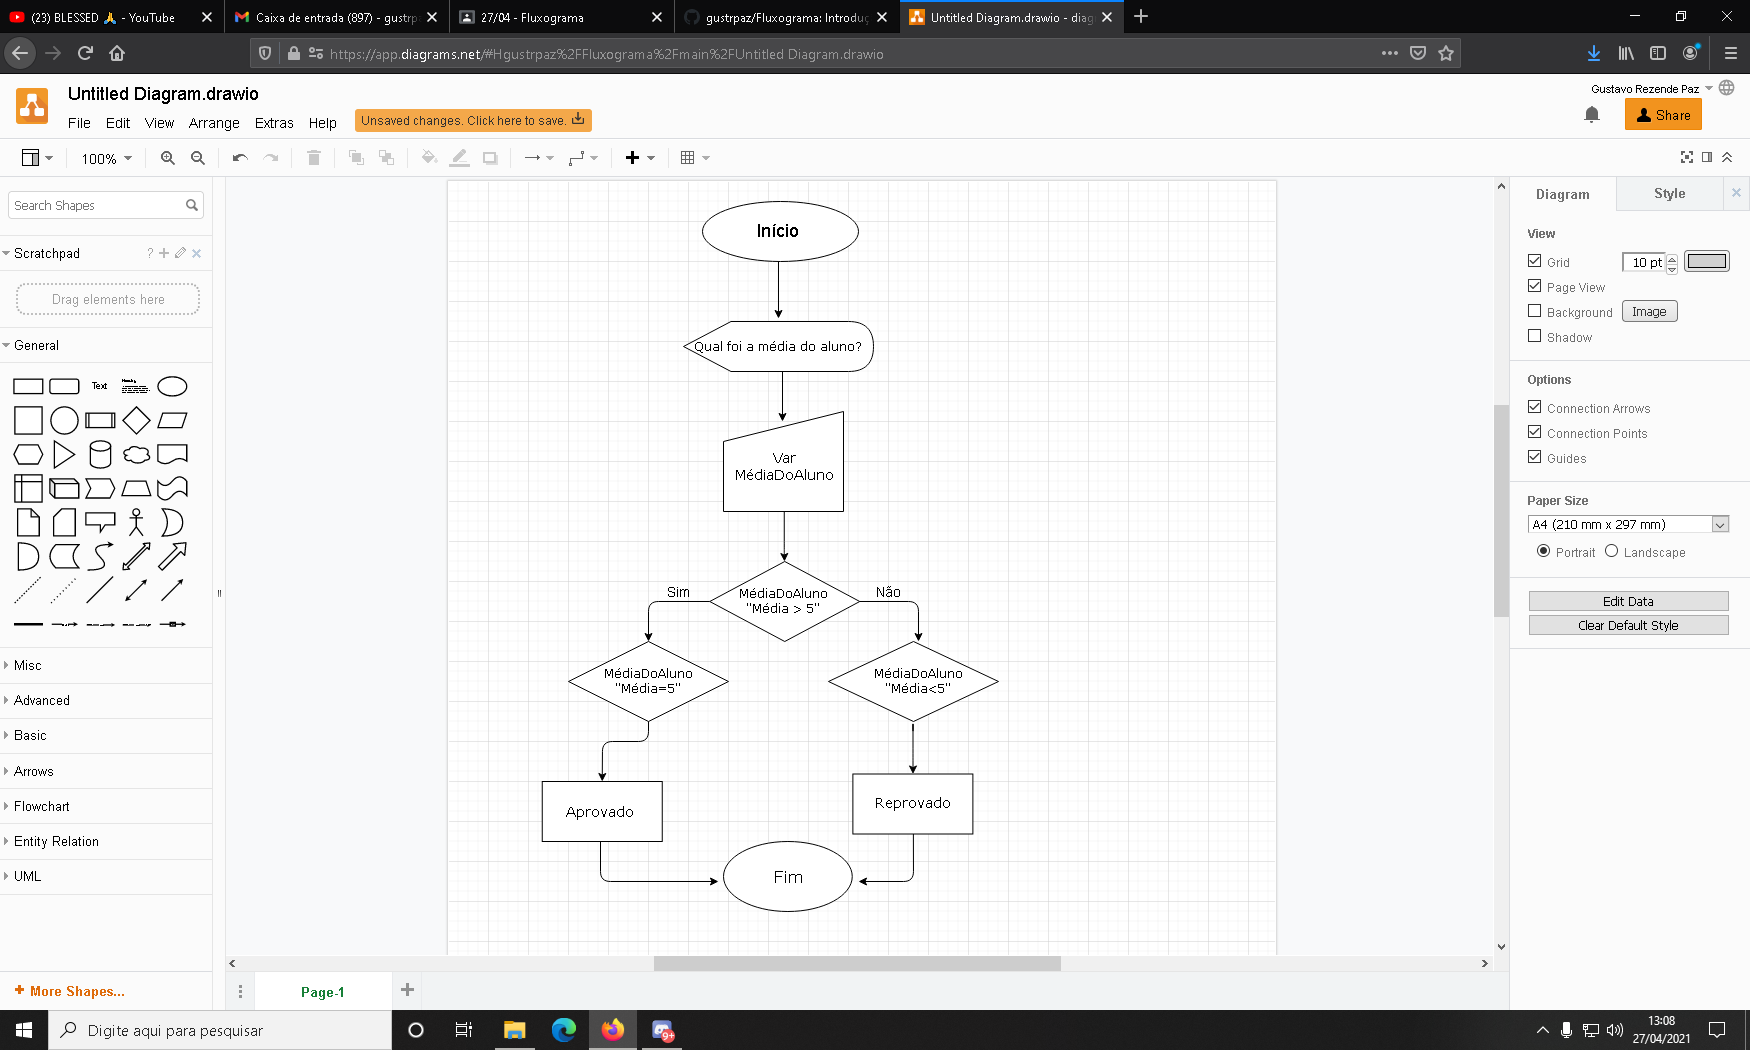 (23) BLESSED 🙏 - YouTube
Caixa de entrada (897) - gustrp
27/04 - Fluxograma
gustrpaz/Fluxograma: Introduç
Untitled Diagram.drawio - diag
https://app.diagrams.net/#Hgustrpaz%2FFluxograma%2Fmain%2FUntitled Diagram.drawio
Untitled Diagram.drawio
Gustavo Rezende Paz
File Edit View Arrange Extras Help
Unsaved changes. Click here to save.
Share
100%
Search Shapes
Scratchpad
?
Drag elements here
General
Text
Heading
Misc
Advanced
Basic
Arrows
Flowchart
Entity Relation
UML
+ More Shapes...
Início
Qual foi a média do aluno?
Var
MédiaDoAluno
Sim
MédiaDoAluno
"Média > 5"
Não
MédiaDoAluno
"Média=5"
MédiaDoAluno
"Média<5"
Aprovado
Reprovado
Fim
Diagram
Style
View
Grid
10 pt
Page View
Background
Image
Shadow
Options
Connection Arrows
Connection Points
Guides
Paper Size
A4 (210 mm x 297 mm)
Portrait
Landscape
Edit Data
Clear Default Style
Page-1
Digite aqui para pesquisar
9+
13:08
27/04/2021